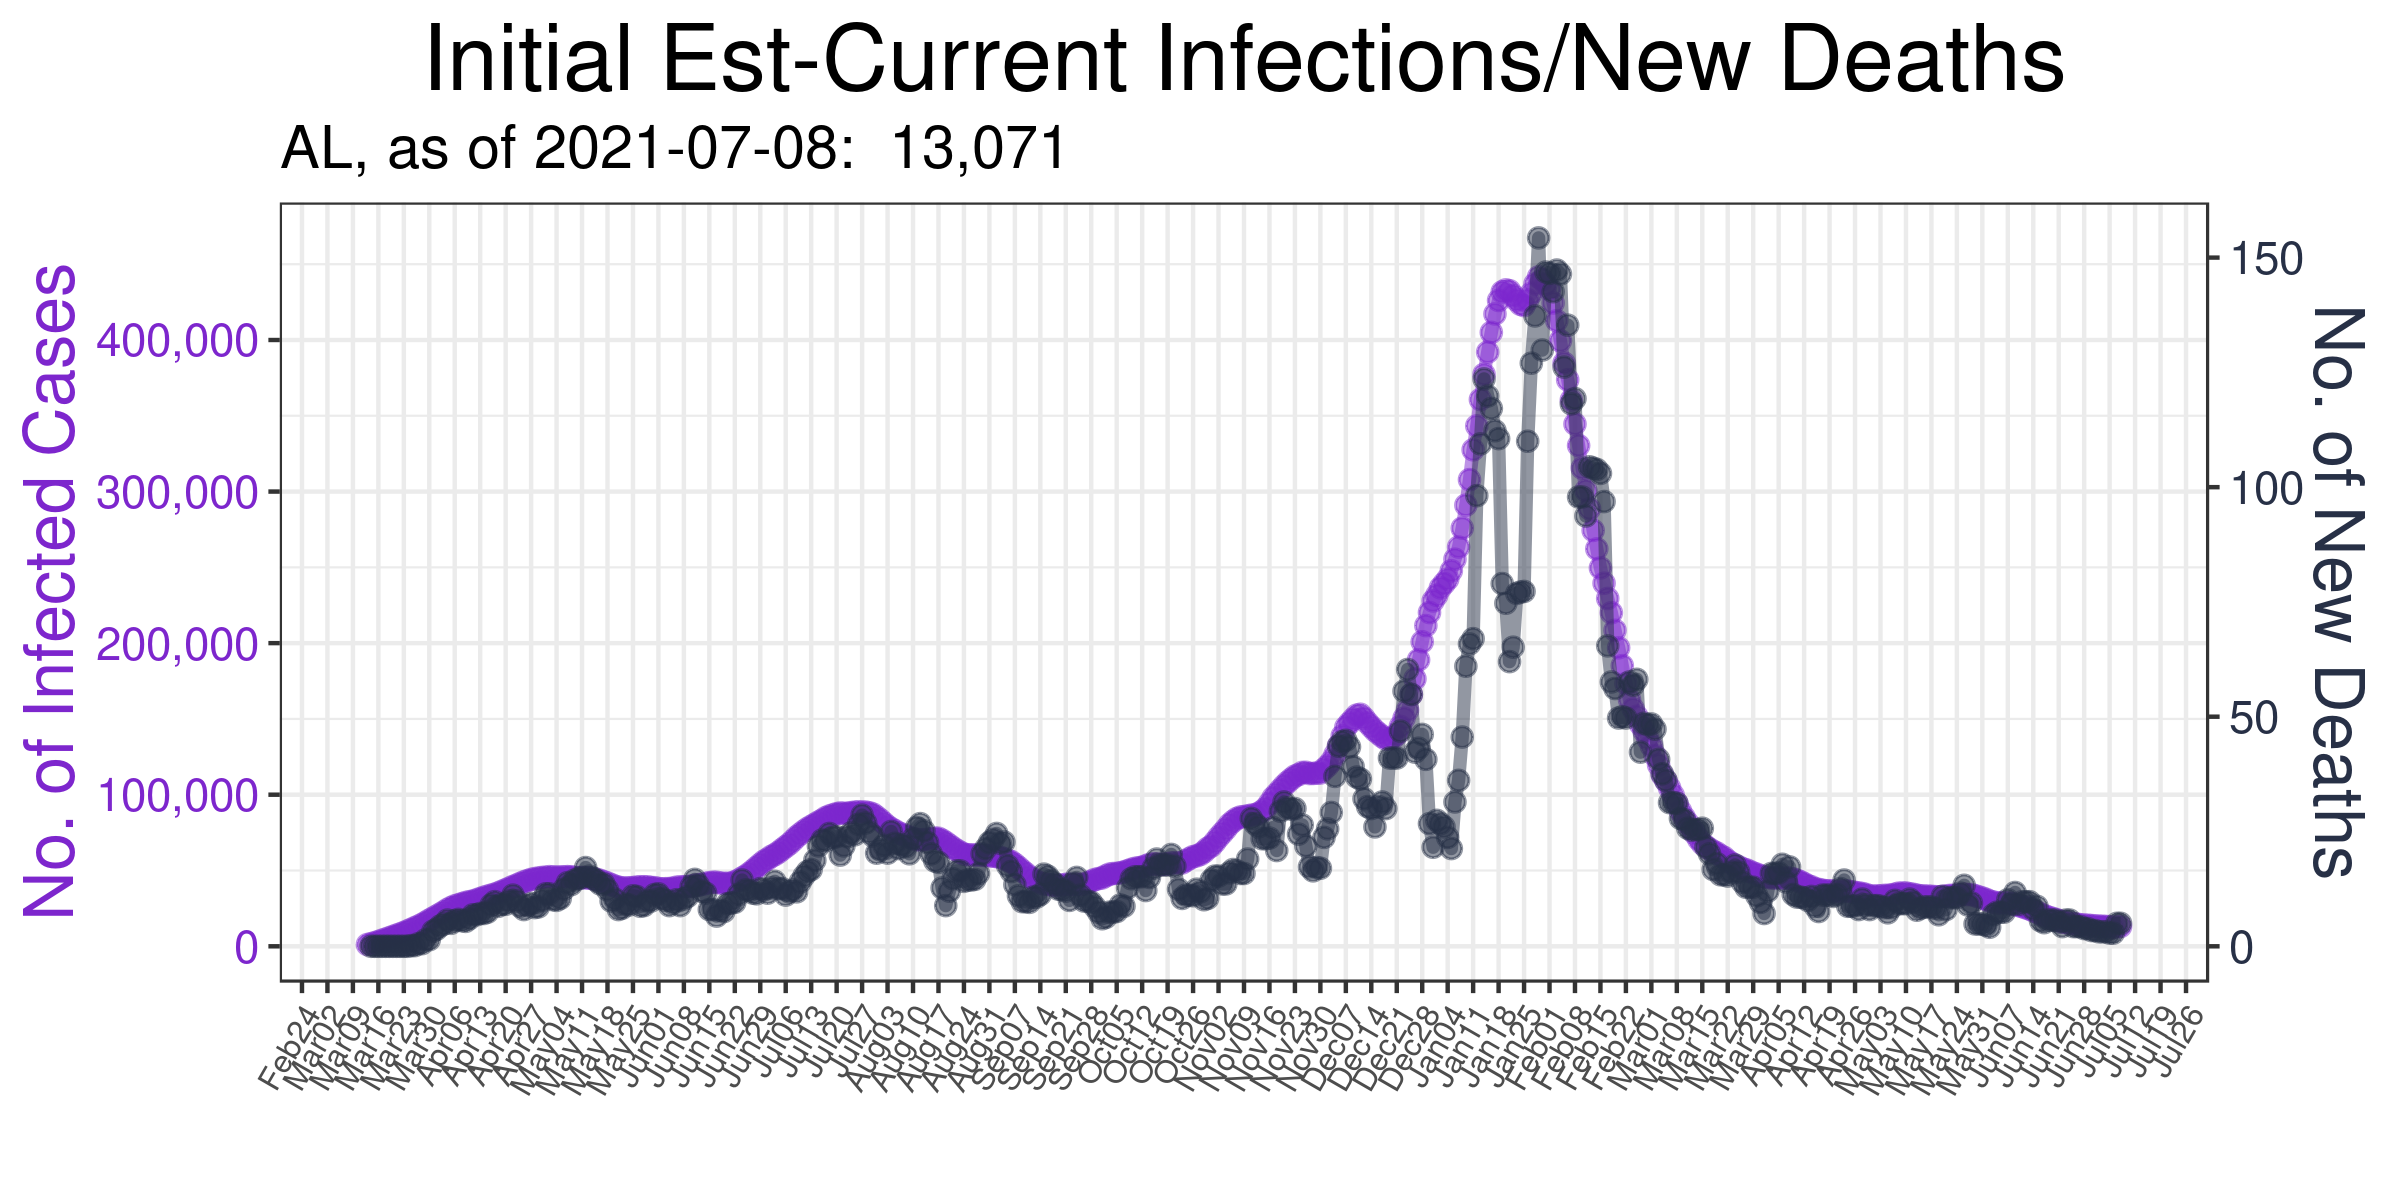 Initial Est-Current Infections/New Deaths
AL, as of 2021-07-08: 13,071
No. of Infected Cases
400,000
300,000
200,000
100,000
0
150
100
50
0
No. of New Deaths
Feb24
Mar02
Mar09
Mar16
Mar23
Mar30
Apr06
Apr13
Apr20
Apr27
May04
May11
May18
May25
Jun01
Jun08
Jun15
Jun22
Jun29
Jul06
Jul13
Jul20
Jul27
Aug03
Aug10
Aug17
Aug24
Aug31
Sep07
Sep14
Sep21
Sep28
Oct05
Oct12
Oct19
Oct26
Nov02
Nov09
Nov16
Nov23
Nov30
Dec07
Dec14
Dec21
Dec28
Jan04
Jan11
Jan18
Jan25
Feb01
Feb08
Feb15
Feb22
Mar01
Mar08
Mar15
Mar22
Mar29
Apr05
Apr12
Apr19
Apr26
May03
May10
May17
May24
May31
Jun07
Jun14
Jun21
Jun28
Jul05
Jul12
Jul19
Jul26